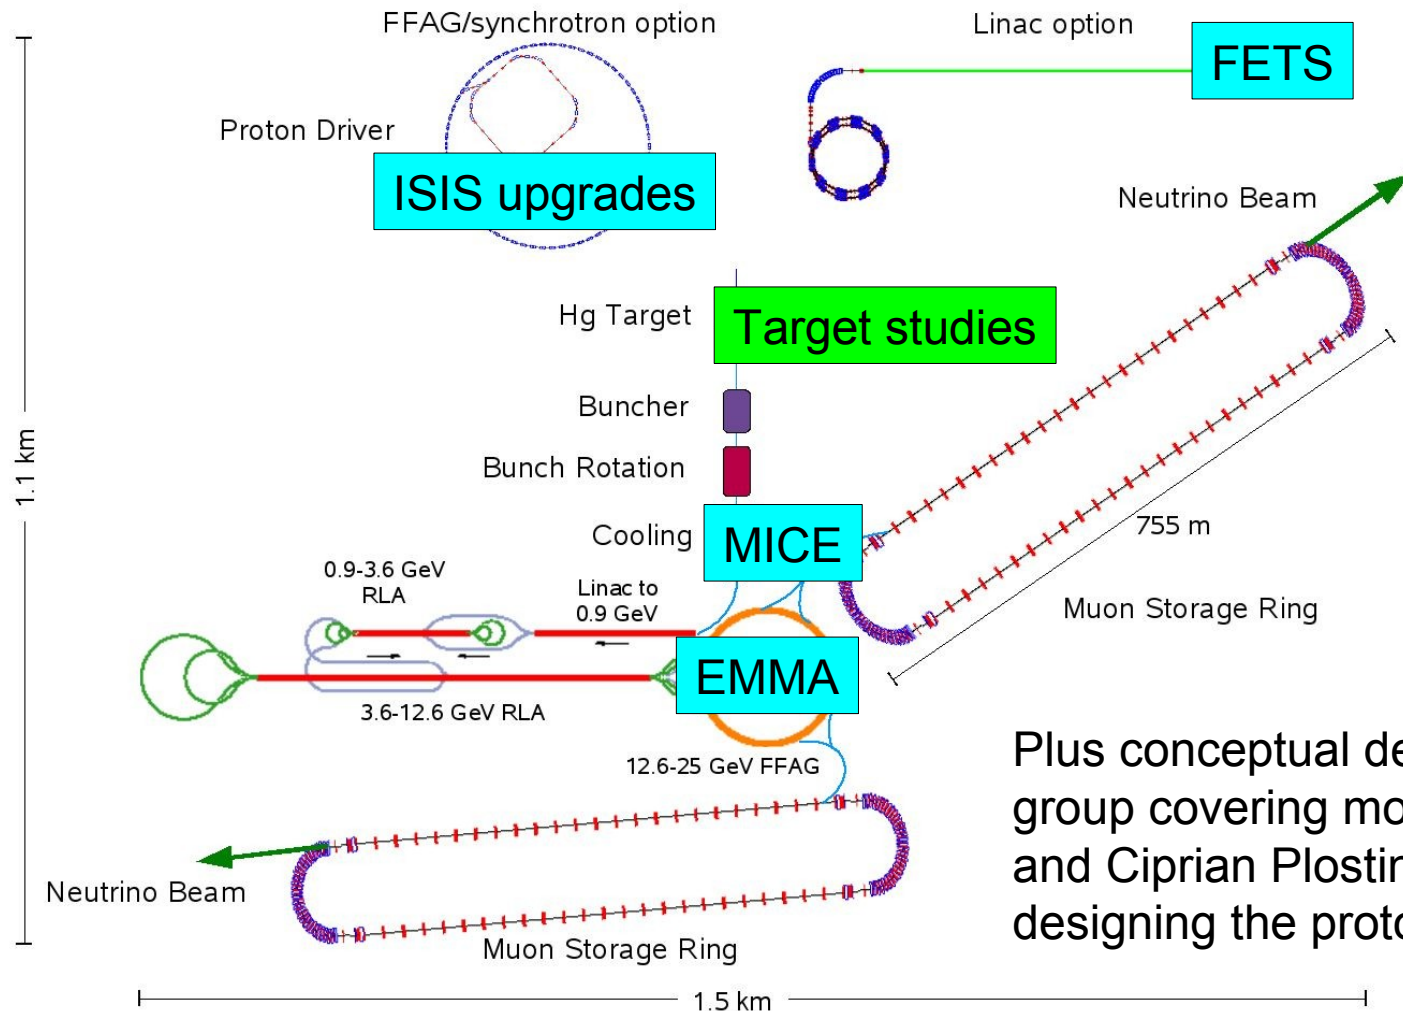 FFAG/synchrotron option
Linac option
FETS
Proton Driver
ISIS upgrades
Neutrino Beam
Hg Target
Target studies
Buncher
Bunch Rotation
1.1 km
Cooling
MICE
755 m
0.9-3.6 GeV
RLA
Linac to
0.9 GeV
Muon Storage Ring
EMMA
3.6-12.6 GeV RLA
12.6-25 GeV FFAG
Plus conceptual de
group covering mo
and Ciprian Plostin
designing the proto
Neutrino Beam
Muon Storage Ring
1.5 km